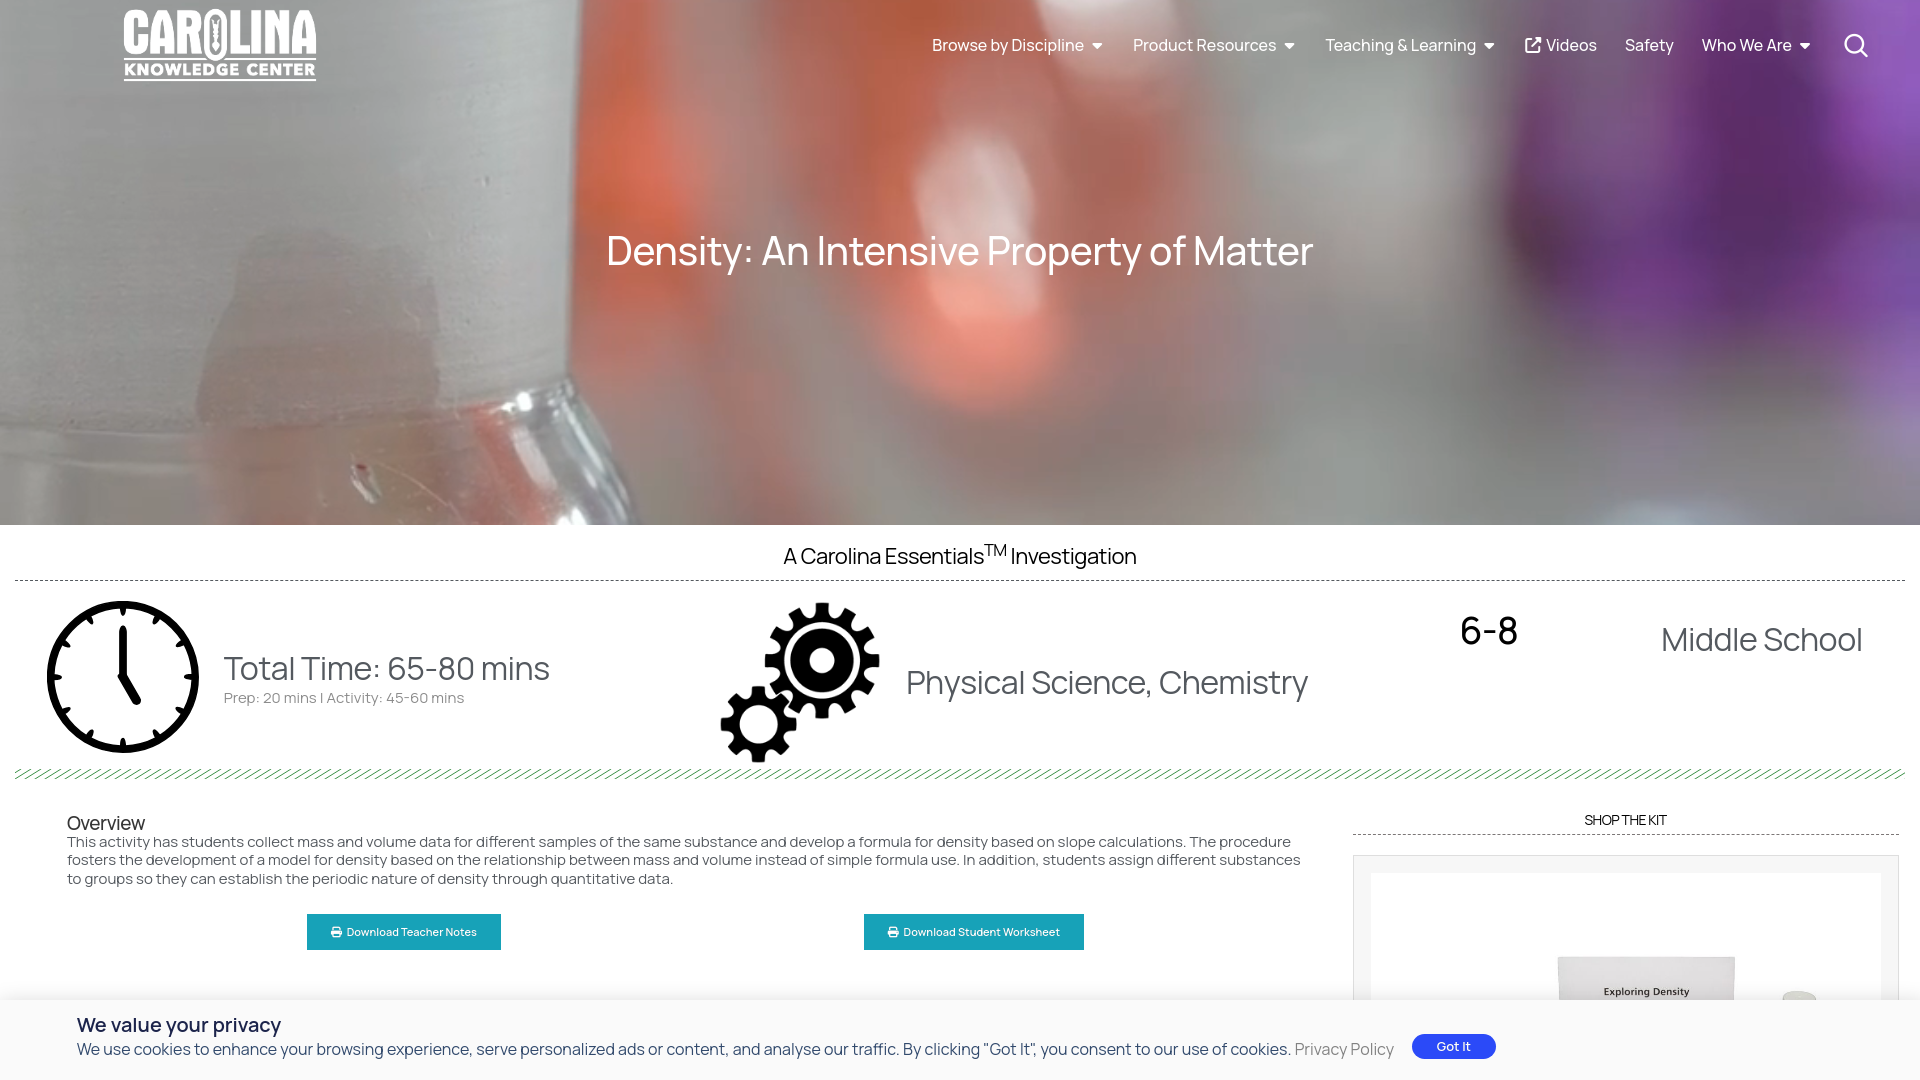 CAROLINA
KNOWLEDGE CENTER
Browse by Discipline
Product Resources
Teaching & Learning
Videos
Safety
Who We Are
Density: An Intensive Property of Matter
A Carolina Essentials™ Investigation
Total Time: 65-80 mins
Prep: 20 mins | Activity: 45-60 mins
Physical Science, Chemistry
6-8
Middle School
Overview
This activity has students collect mass and volume data for different samples of the same substance and develop a formula for density based on slope calculations. The procedure
fosters the development of a model for density based on the relationship between mass and volume instead of simple formula use. In addition, students assign different substances
to groups so they can establish the periodic nature of density through quantitative data.
Download Teacher Notes
Download Student Worksheet
SHOP THE KIT
Exploring Density
We value your privacy
We use cookies to enhance your browsing experience, serve personalized ads or content, and analyse our traffic. By clicking "Got It", you consent to our use of cookies. Privacy Policy
Got It